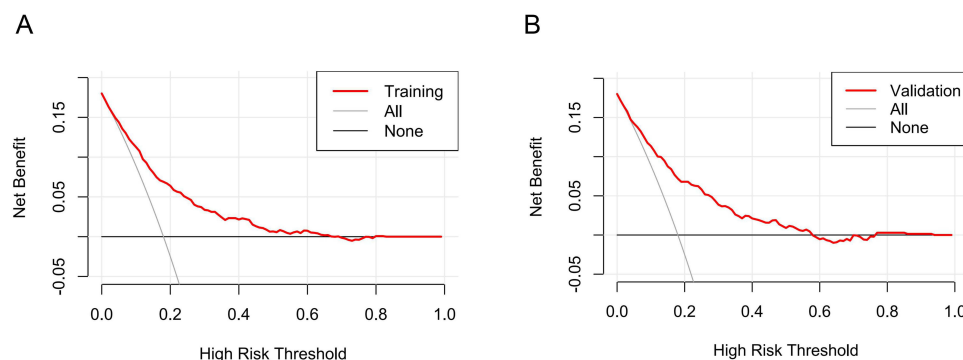 A
Net Benefit
0.15
0.05
-0.05
Training
All
None
0.0 0.2 0.4 0.6 0.8 1.0
High Risk Threshold
B
Net Benefit
0.15
0.05
-0.05
Validation
All
None
0.0 0.2 0.4 0.6 0.8 1.0
High Risk Threshold